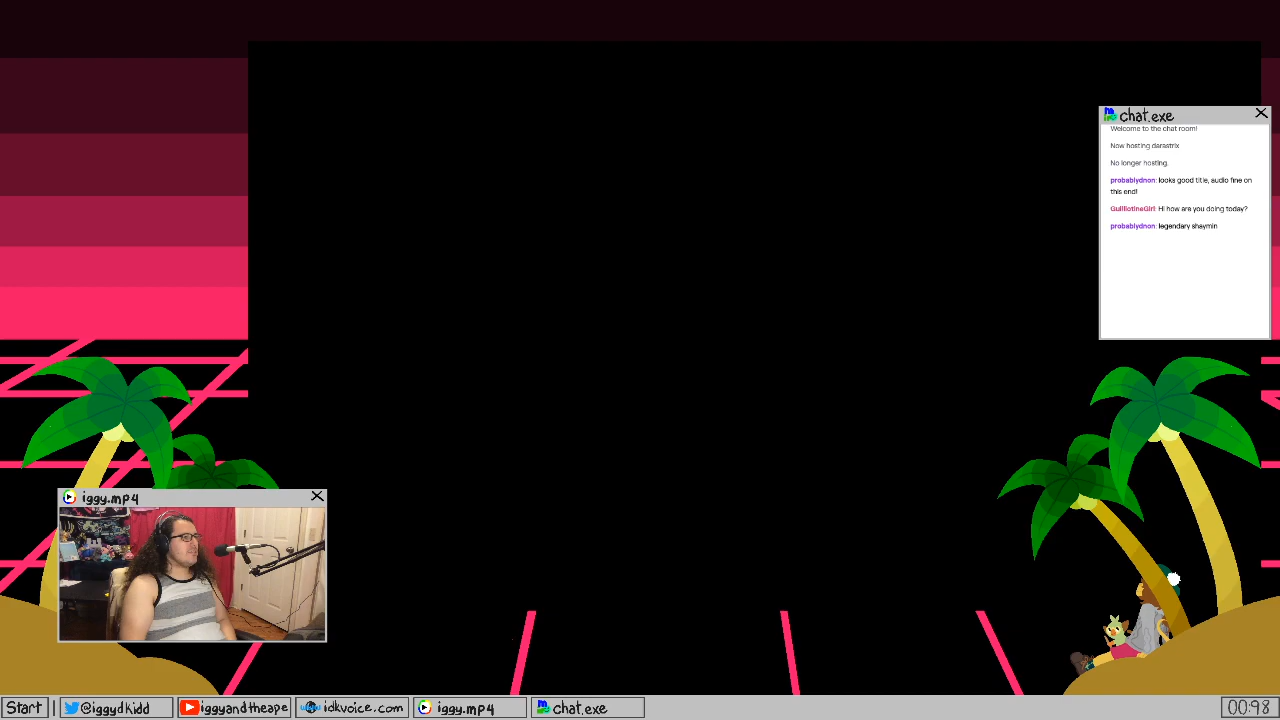 chat.exe
Welcome to the chat room!
Now hosting darastrix
No longer hosting.
probablydnon: looks good title, audio fine on
this end!
GuillotineGirl: Hi how are you doing today?
probablydnon: legendary shaymin
iggy.mp4
Start | @iggydkidd iggyandtheape www idkvoice.com iggy.mp4 chat.exe 00:98